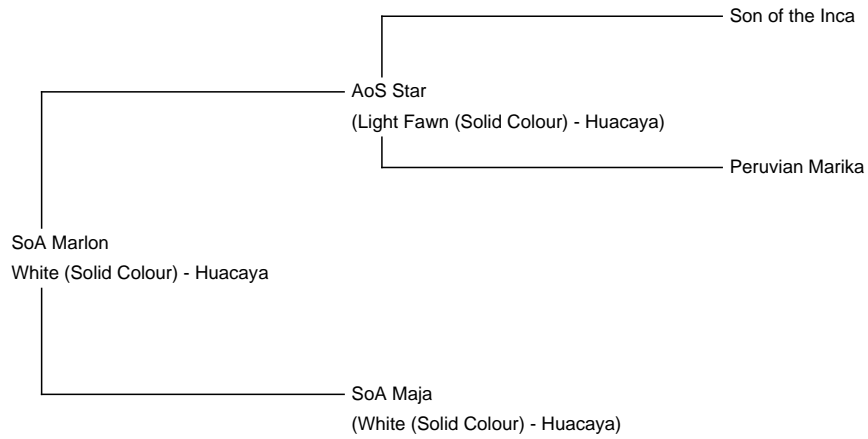 Son of the Inca
AoS Star
(Light Fawn (Solid Colour) - Huacaya)
Peruvian Marika
SoA Marlon
White (Solid Colour) - Huacaya
SoA Maja
(White (Solid Colour) - Huacaya)